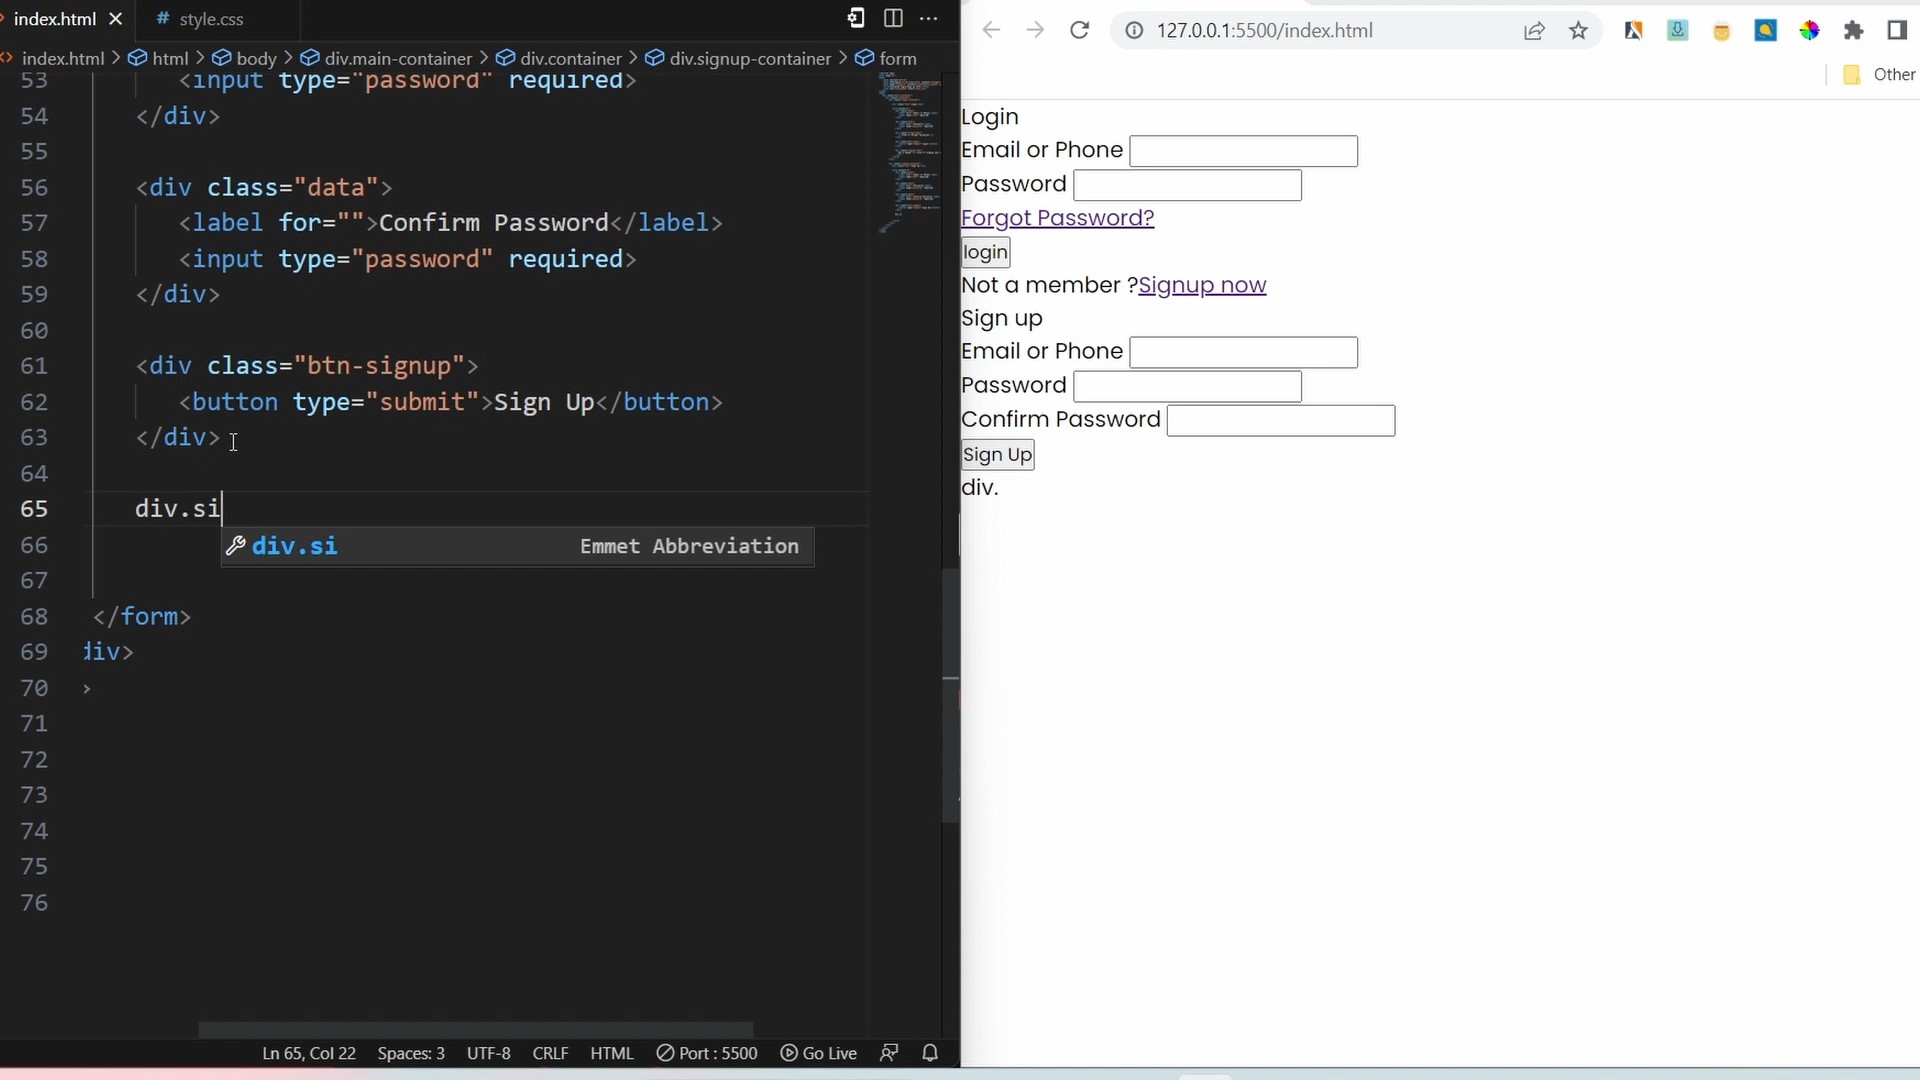 index.html
# style.css
index.html > html > body > div.main-container > div.container > div.signup-container > form
53 <input type="password" required>
54 </div>
55
56 <div class="data">
57 <label for="">Confirm Password</label>
58 <input type="password" required>
59 </div>
60
61 <div class="btn-signup">
62 <button type="submit">Sign Up</button>
63 </div>
64
65 div.si
div.si Emmet Abbreviation
66
67
68 </form>
69 div>
70 >
71
72
73
74
75
76
Ln 65, Col 22 Spaces: 3 UTF-8 CRLF HTML Port : 5500 Go Live
127.0.0.1:5500/index.html
Other
Login
Email or Phone
Password
Forgot Password?
login
Not a member ?Signup now
Sign up
Email or Phone
Password
Confirm Password
Sign Up
div.